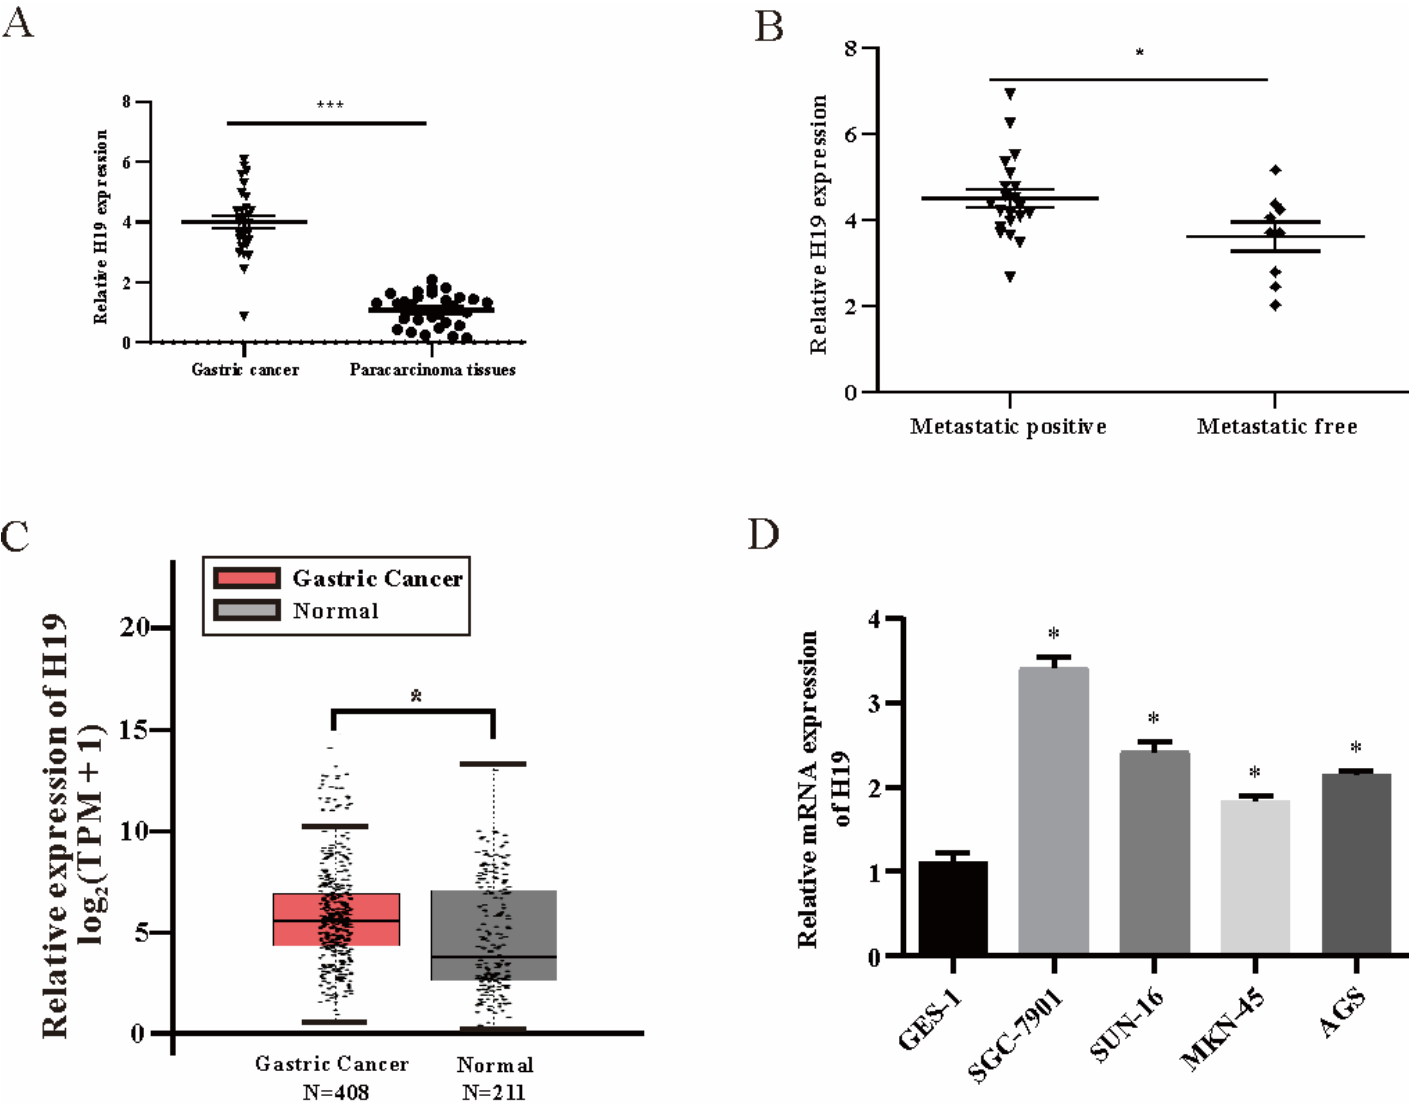 A
8
6
4
2
0
Relative H19 expression
***
Gastric cancer
Paracarcinoma tissues
B
8
6
4
2
0
Relative H19 expression
*
Metastatic positive
Metastatic free
C
Gastric Cancer
Normal
Relative expression of H19
log₂(TPM + 1)
20
15
10
5
0
*
Gastric Cancer
N=408
Normal
N=211
D
Relative mRNA expression
of H19
4
3
2
1
0
*
*
*
*
GES-1
SGC-7901
SUN-16
MKN-45
AGS